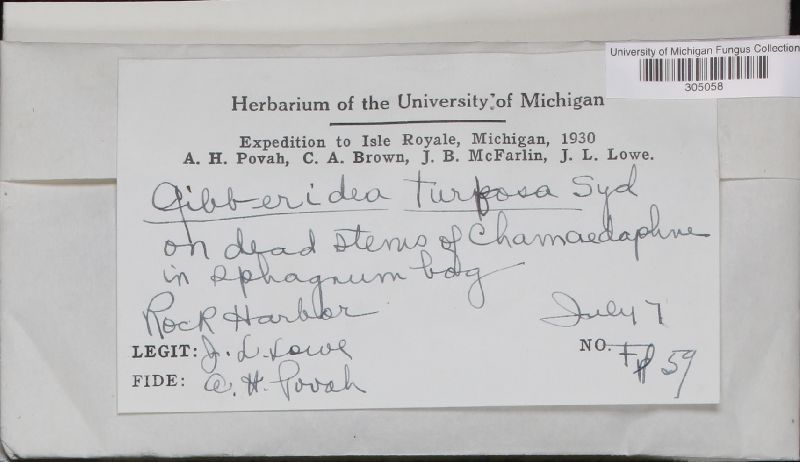 University of Michigan Fungus Collection
305058
Herbarium of the University of Michigan
Expedition to Isle Royale, Michigan, 1930
A. H. Povah, C. A. Brown, J. B. McFarlin, J. L. Lowe.
Gibberidea turfosa Syd
on dead stems of Chamaedaphne
in sphagnum bog
Rock Harbor July 7
LEGIT: J. L. Lowe NO. 59
FIDE: A. H. Povah